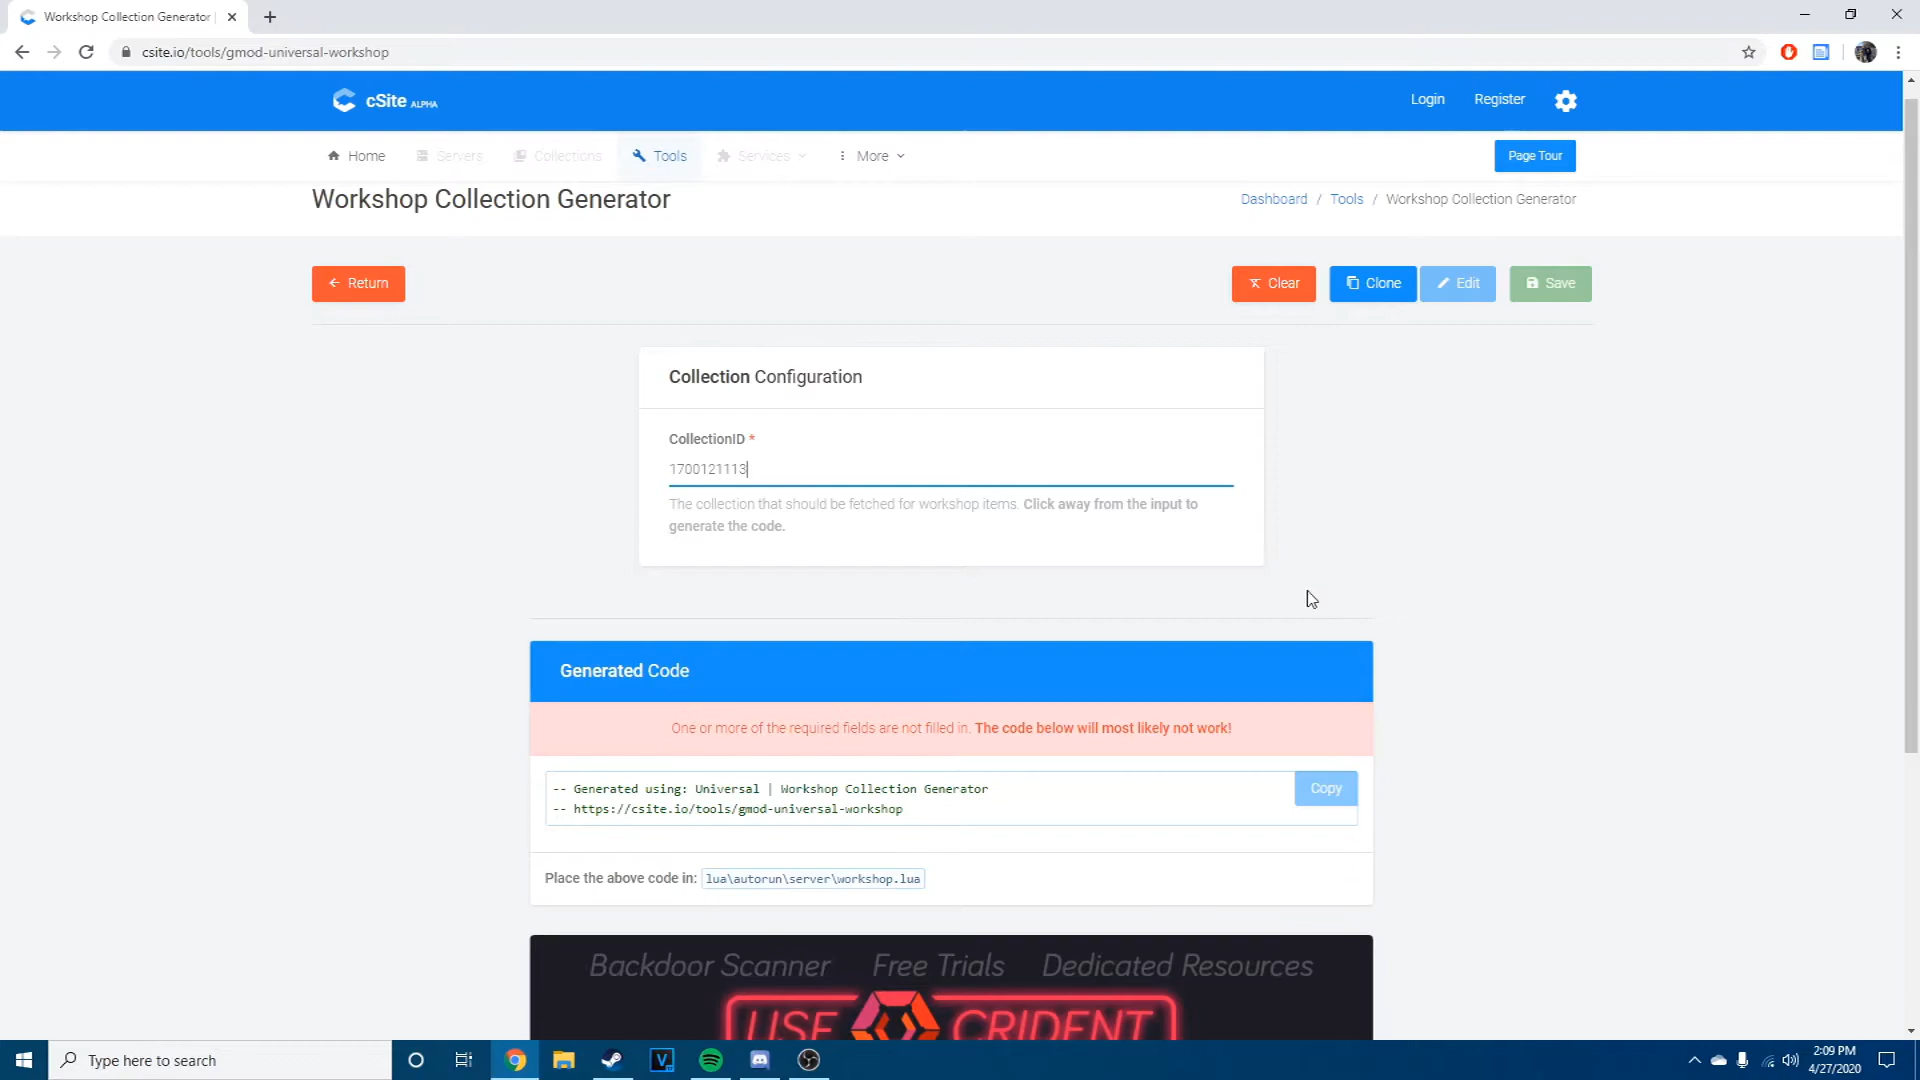 Workshop Collection Generator
csite.io/tools/gmod-universal-workshop
cSite ALPHA
Login
Register
Home
Servers
Collections
Tools
Services
More
Page Tour
Workshop Collection Generator
Dashboard / Tools / Workshop Collection Generator
Return
Clear
Clone
Edit
Save
Collection Configuration
CollectionID *
1700121113
The collection that should be fetched for workshop items. Click away from the input to
generate the code.
Generated Code
One or more of the required fields are not filled in. The code below will most likely not work!
-- Generated using: Universal | Workshop Collection Generator
-- https://csite.io/tools/gmod-universal-workshop
Copy
Place the above code in: lua\autorun\server\workshop.lua
Backdoor Scanner Free Trials Dedicated Resources
USE CRIDENT
Type here to search
2:09 PM
4/27/2020